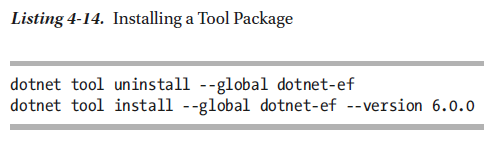 Listing 4-14. Installing a Tool Package
dotnet tool uninstall --global dotnet-ef
dotnet tool install --global dotnet-ef --version 6.0.0